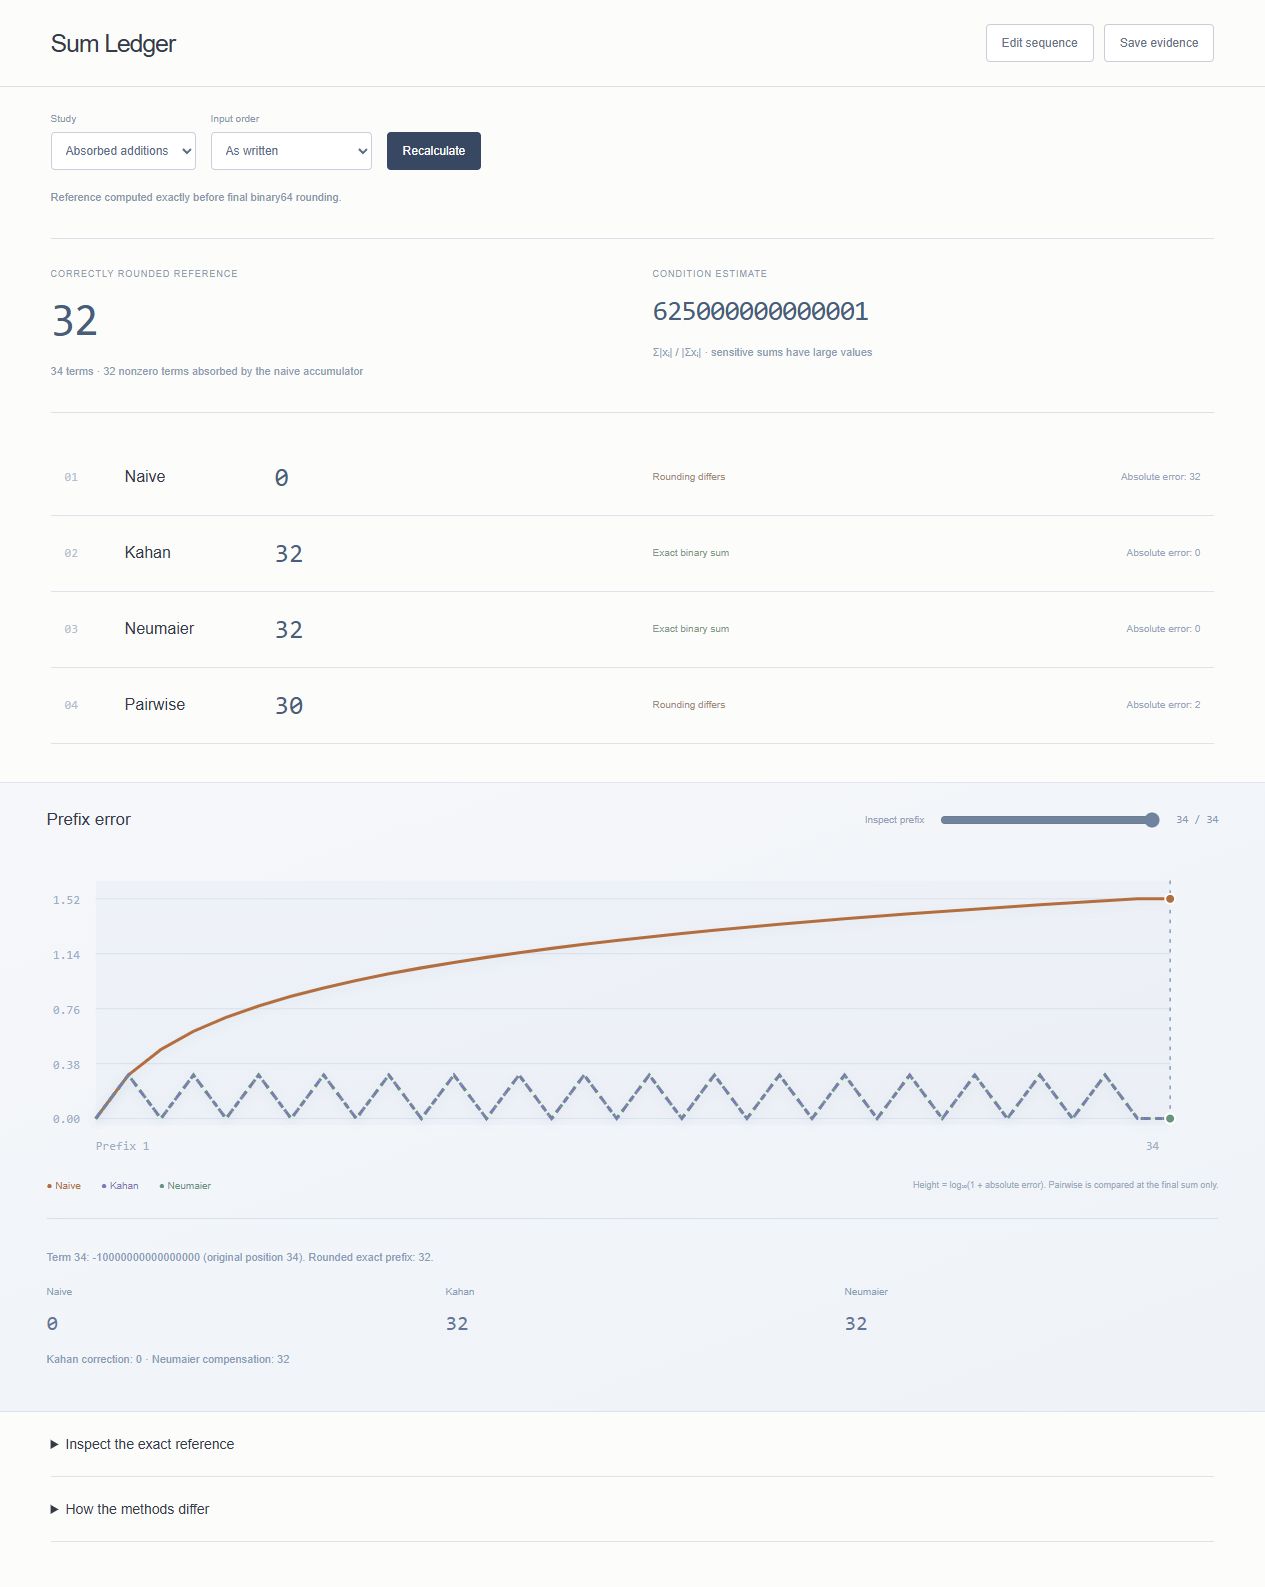 Sum Ledger
Edit sequence
Save evidence
Study
Input order
Absorbed additions
As written
Recalculate
Reference computed exactly before final binary64 rounding.
CORRECTLY ROUNDED REFERENCE
32
34 terms · 32 nonzero terms absorbed by the naive accumulator
CONDITION ESTIMATE
625000000000001
Σ|xᵢ| / |Σxᵢ| · sensitive sums have large values
01 Naive 0 Rounding differs Absolute error: 32
02 Kahan 32 Exact binary sum Absolute error: 0
03 Neumaier 32 Exact binary sum Absolute error: 0
04 Pairwise 30 Rounding differs Absolute error: 2
Prefix error
Inspect prefix 34 / 34
1.52
1.14
0.76
0.38
0.00
Prefix 1
34
Naive
Kahan
Neumaier
Height = log₁₀(1 + absolute error). Pairwise is compared at the final sum only.
Term 34: -10000000000000000 (original position 34). Rounded exact prefix: 32.
Naive
Kahan
Neumaier
0
32
32
Kahan correction: 0 · Neumaier compensation: 32
Inspect the exact reference
How the methods differ